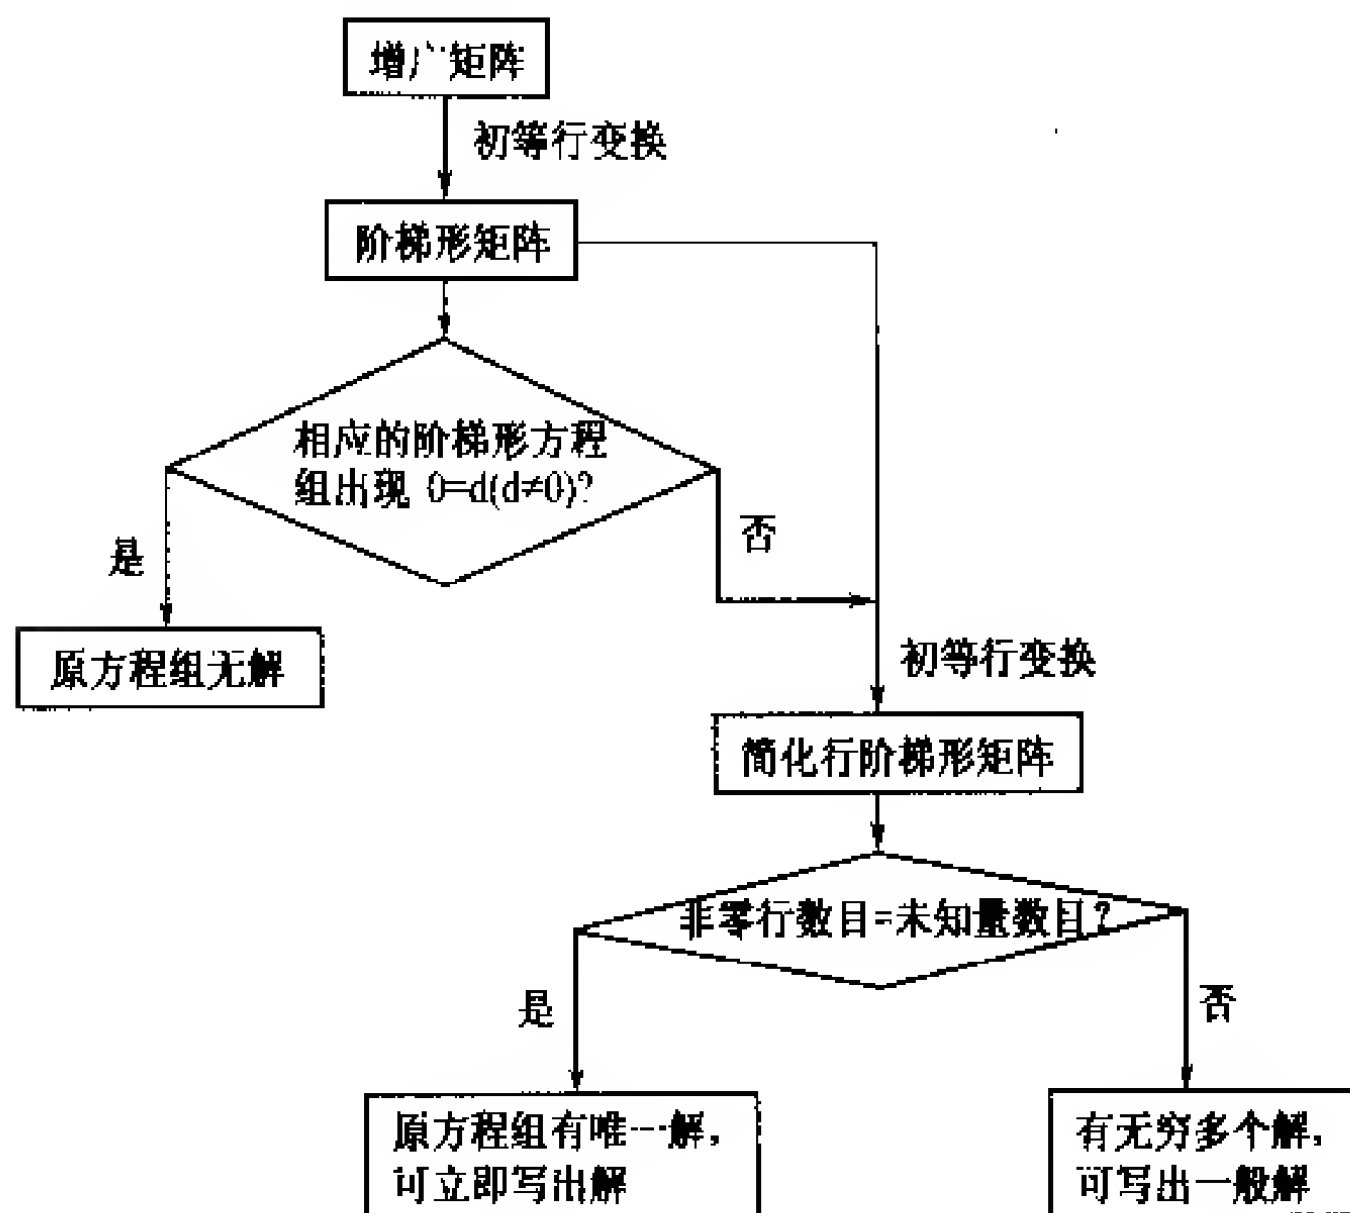 增广矩阵
初等行变换
阶梯形矩阵
相应的阶梯形方程
组出现 0=d(d≠0)?
是
否
原方程组无解
初等行变换
简化行阶梯形矩阵
非零行数目=未知量数目?
是
否
原方程组有唯一解,
可立即写出解
有无穷多个解,
可写出一般解